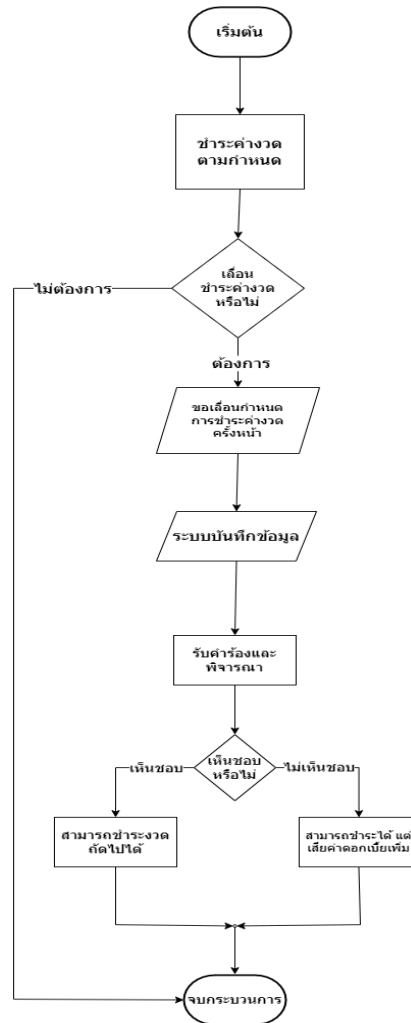 เริ่มต้น
ชำระค่างวด
ตามกำหนด
เลื่อน
ชำระค่างวด
หรือไม่
ไม่ต้องการ
ต้องการ
ขอเลื่อนกำหนด
การชำระค่างวด
ครั้งหน้า
ระบบบันทึกข้อมูล
รับคำร้องและ
พิจารณา
เห็นชอบ
หรือไม่
เห็นชอบ
ไม่เห็นชอบ
สามารถชำระงวด
ถัดไปได้
สามารถชำระได้ แต่
เสียค่าดอกเบี้ยเพิ่ม
จบกระบวนการ